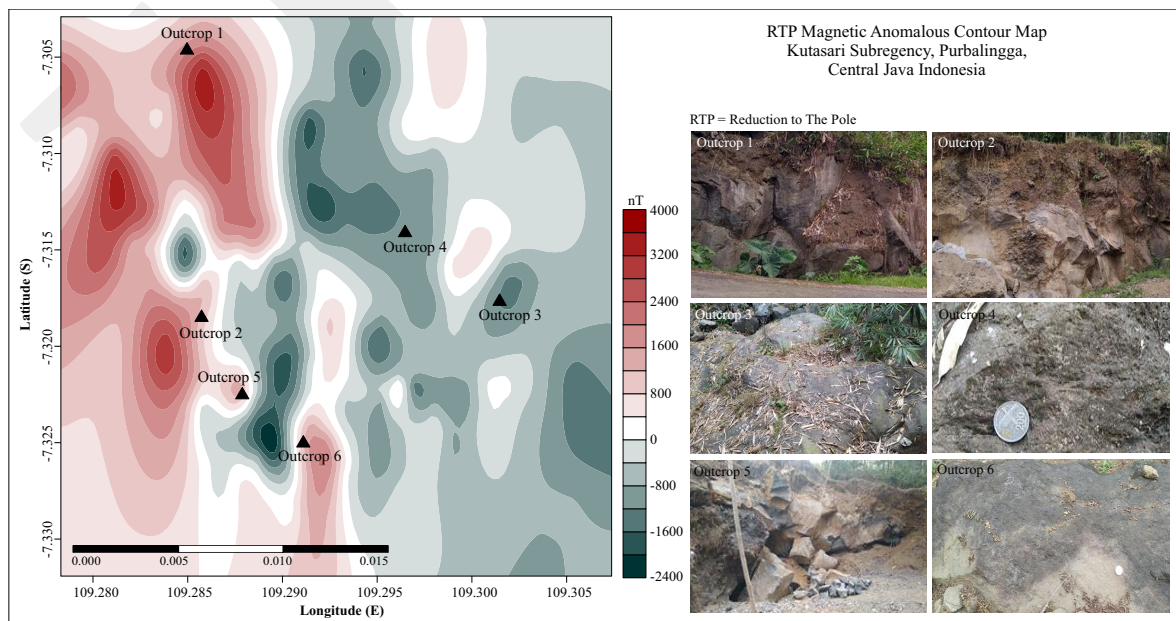 RTP Magnetic Anomalous Contour Map
Kutasari Subregency, Purbalingga,
Central Java Indonesia
RTP = Reduction to The Pole
Outcrop 1
Outcrop 4
Outcrop 3
Outcrop 2
Outcrop 5
Outcrop 6
-7.305
-7.310
-7.315
-7.320
-7.325
-7.330
Latitude (S)
0.000
0.005
0.010
0.015
109.280
109.285
109.290
109.295
109.300
109.305
Longitude (E)
nT
4000
3200
2400
1600
800
0
-800
-1600
-2400
Outcrop 1
Outcrop 2
Outcrop 3
Outcrop 4
200
Outcrop 5
Outcrop 6